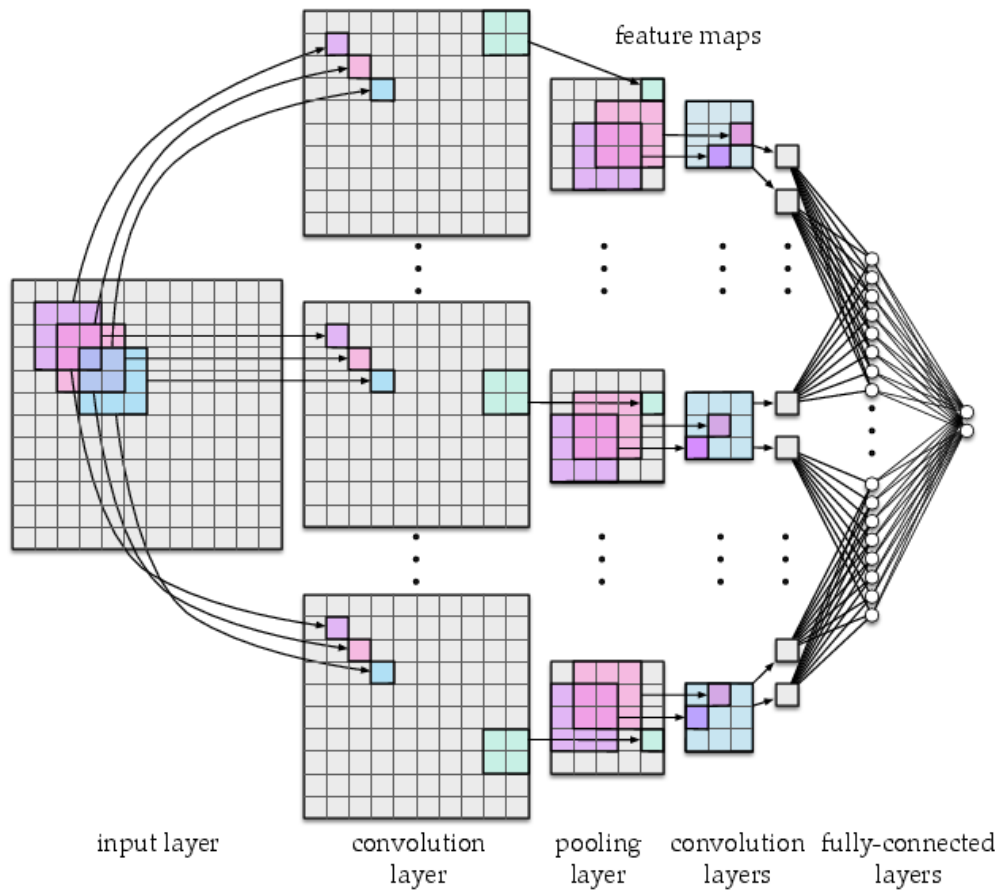 feature maps
input layer
convolution
layer
pooling
layer
convolution
layers
fully-connected
layers